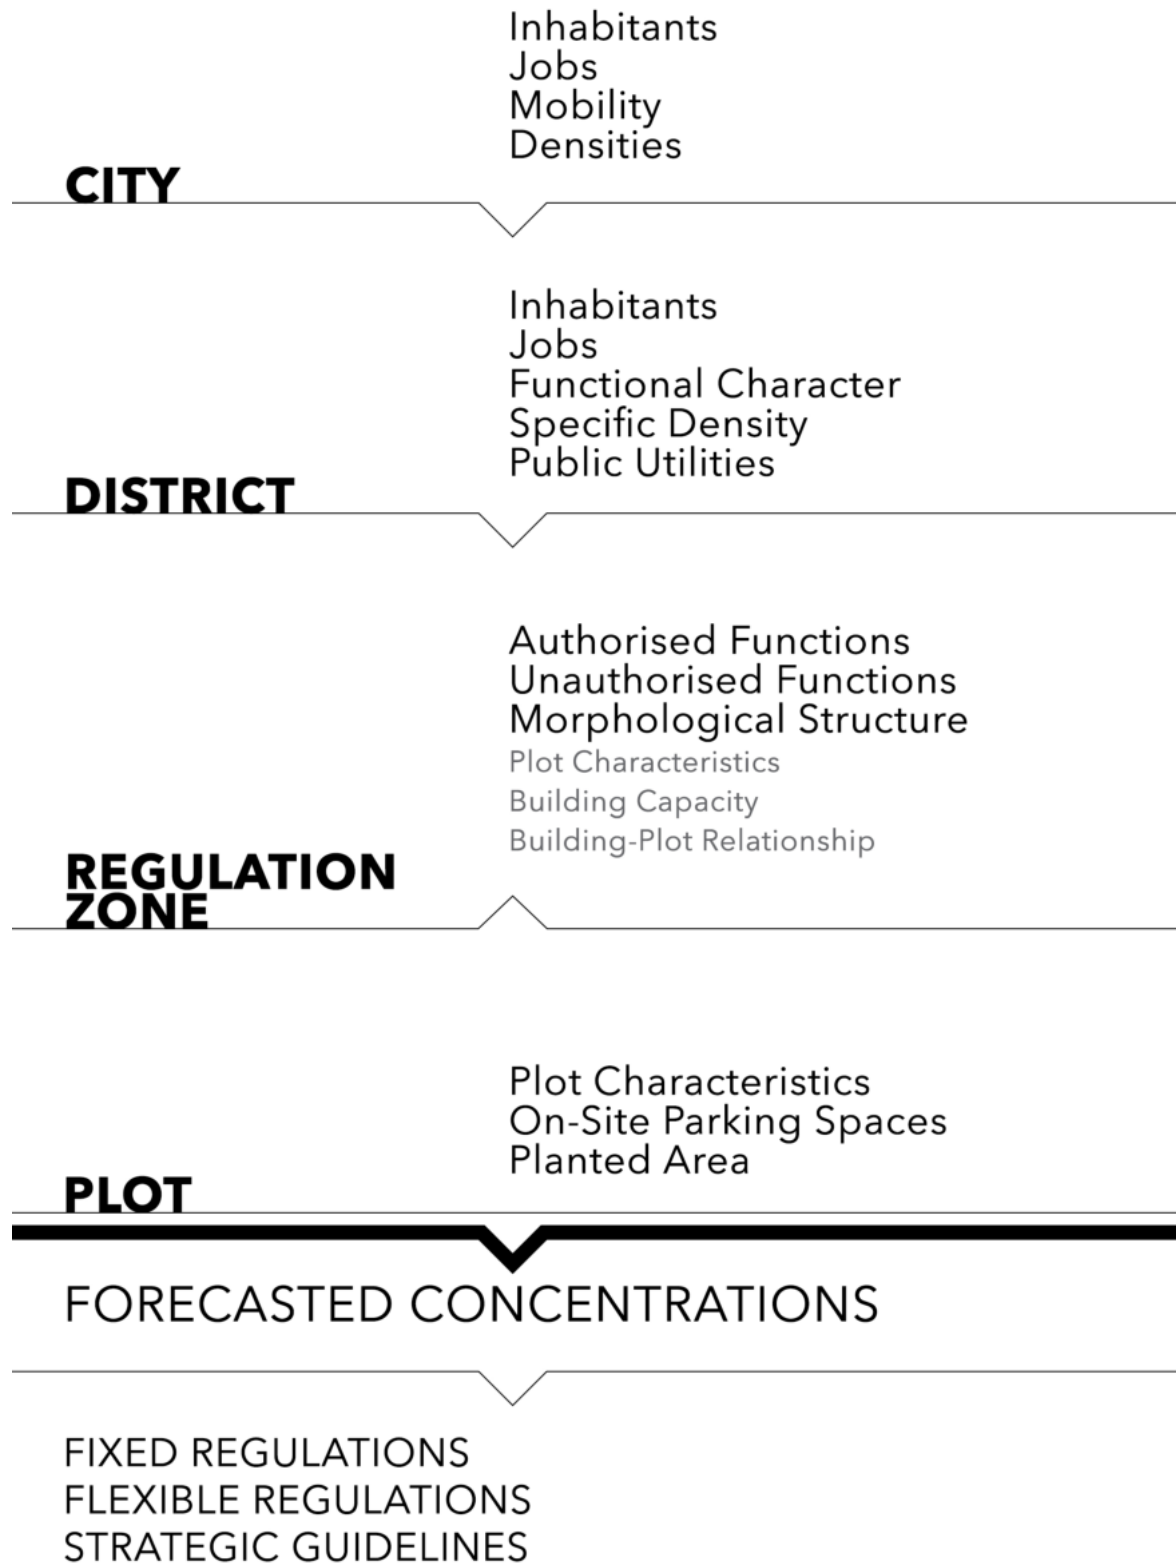 Inhabitants
Jobs
Mobility
Densities
CITY
Inhabitants
Jobs
Functional Character
Specific Density
Public Utilities
DISTRICT
Authorised Functions
Unauthorised Functions
Morphological Structure
Plot Characteristics
Building Capacity
Building-Plot Relationship
REGULATION
ZONE
Plot Characteristics
On-Site Parking Spaces
Planted Area
PLOT
FORECASTED CONCENTRATIONS
FIXED REGULATIONS
FLEXIBLE REGULATIONS
STRATEGIC GUIDELINES